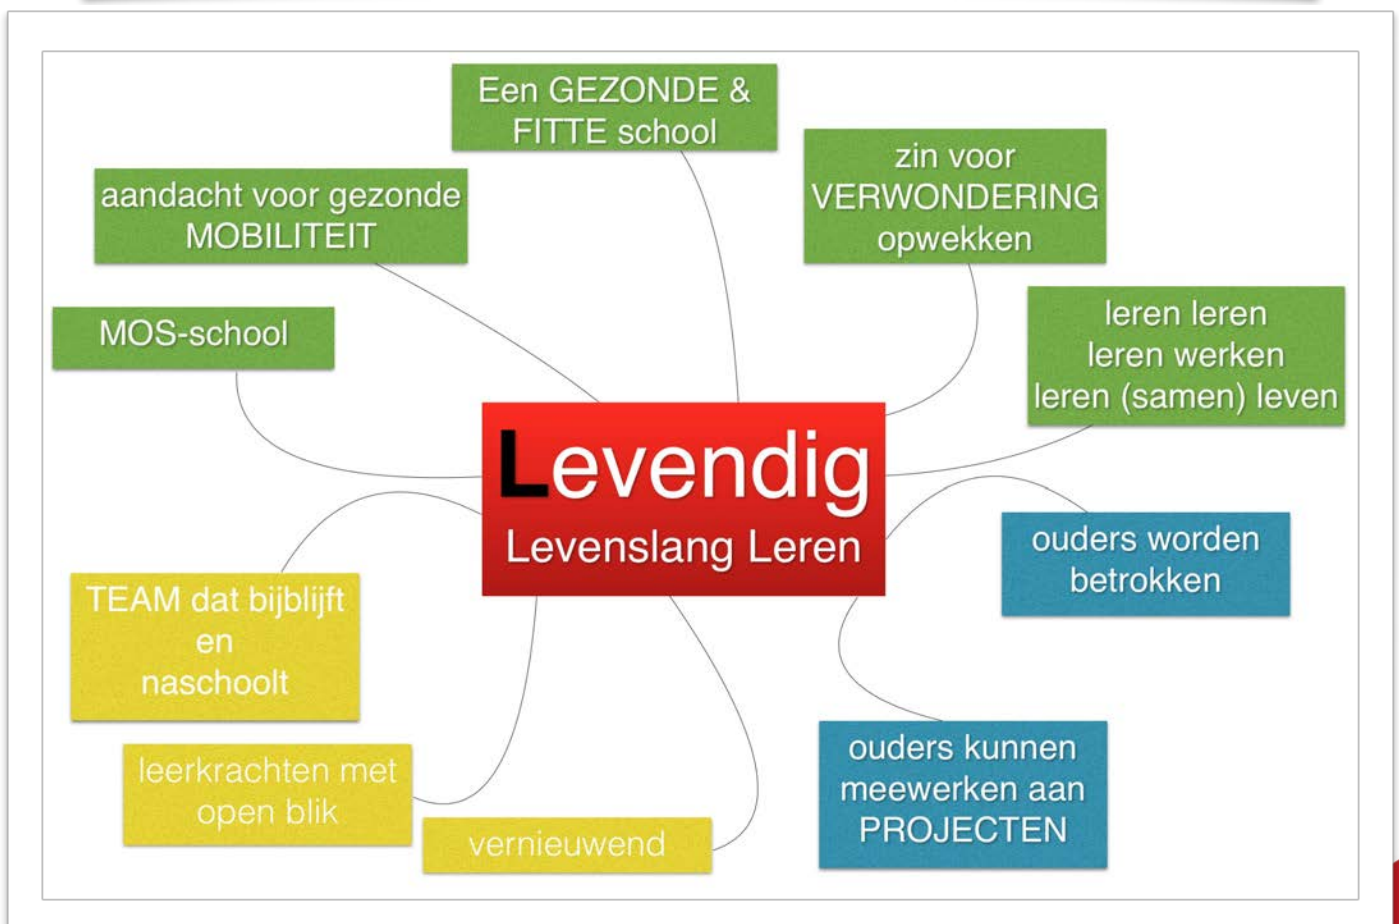 Een GEZONDE &
FITTE school
zin voor
VERWONDERING
opwekken
aandacht voor gezonde
MOBILITEIT
leren leren
leren werken
leren (samen) leven
MOS-school
Levendig
Levenslang Leren
ouders worden
betrokken
TEAM dat bijblijft
en
naschoolt
ouders kunnen
meewerken aan
PROJECTEN
leerkrachten met
open blik
vernieuwend